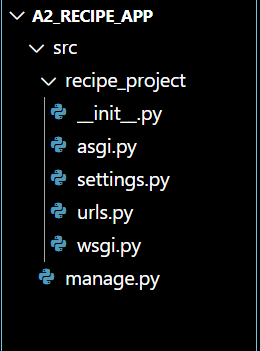 A2_RECIPE_APP
src
recipe_project
__init__.py
asgi.py
settings.py
urls.py
wsgi.py
manage.py